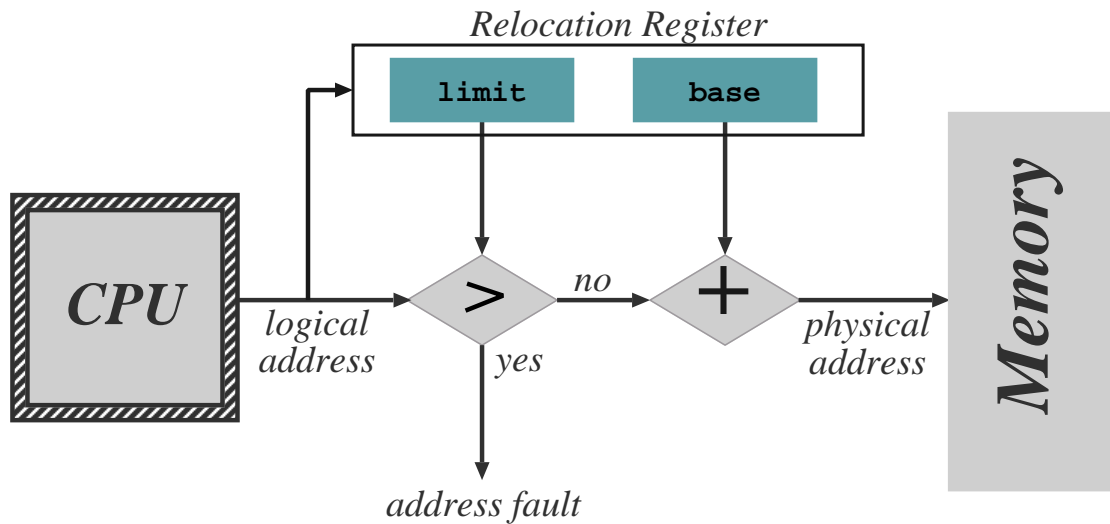 Relocation Register
limit
base
CPU
>
no
+
logical
address
yes
physical
address
address fault
Memory